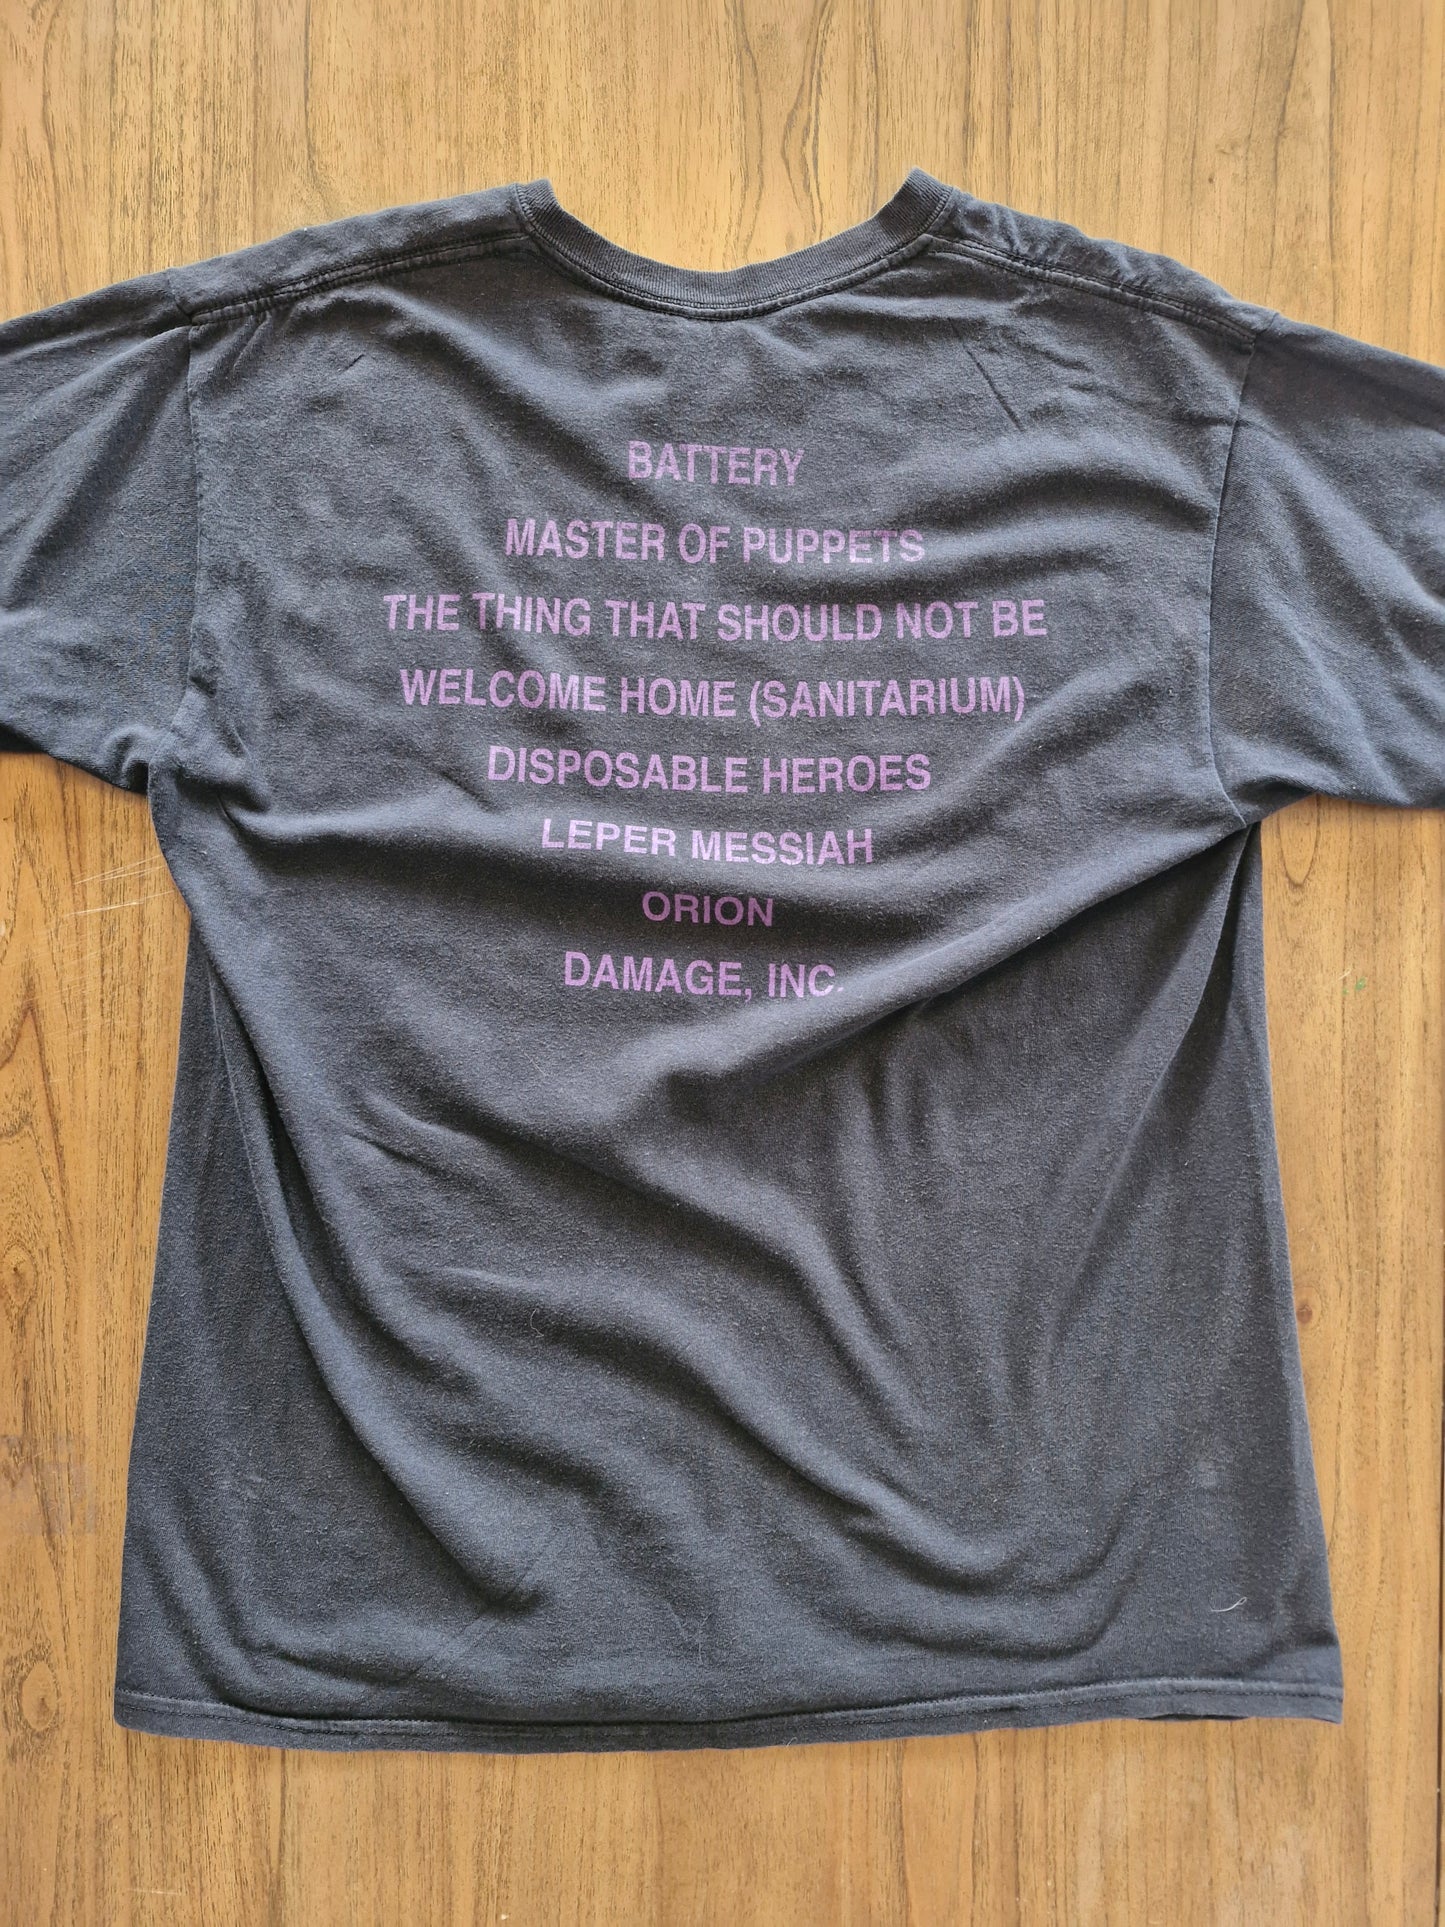 BATTERY
MASTER OF PUPPETS
THE THING THAT SHOULD NOT BE
WELCOME HOME (SANITARIUM)
DISPOSABLE HEROES
LEPER MESSIAH
ORION
DAMAGE, INC.